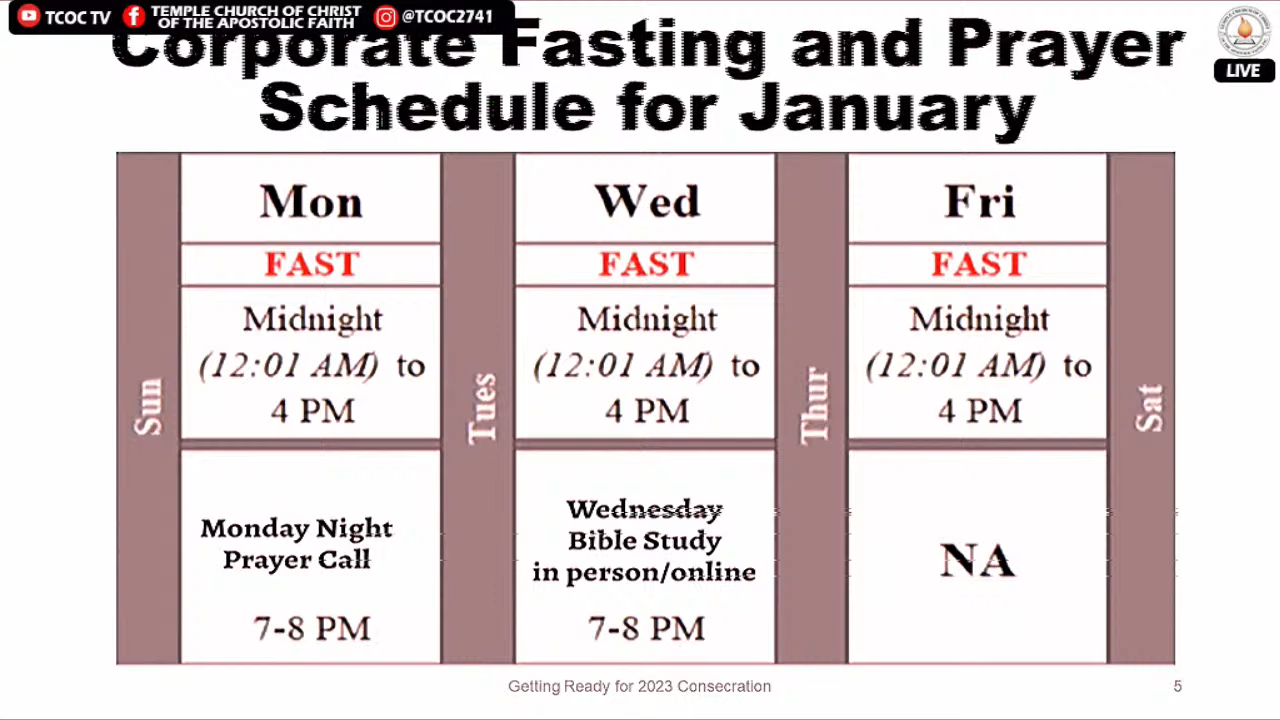 TCOC TV
TEMPLE CHURCH OF CHRIST
OF THE APOSTOLIC FAITH
@TCOC2741
LIVE
Corporate Fasting and Prayer
Schedule for January
Sun
Mon
FAST
Midnight
(12:01 AM) to
4 PM
Monday Night
Prayer Call
7-8 PM
Tues
Wed
FAST
Midnight
(12:01 AM) to
4 PM
Wednesday
Bible Study
in person/online
7-8 PM
Thur
Fri
FAST
Midnight
(12:01 AM) to
4 PM
NA
Sat
Getting Ready for 2023 Consecration
5